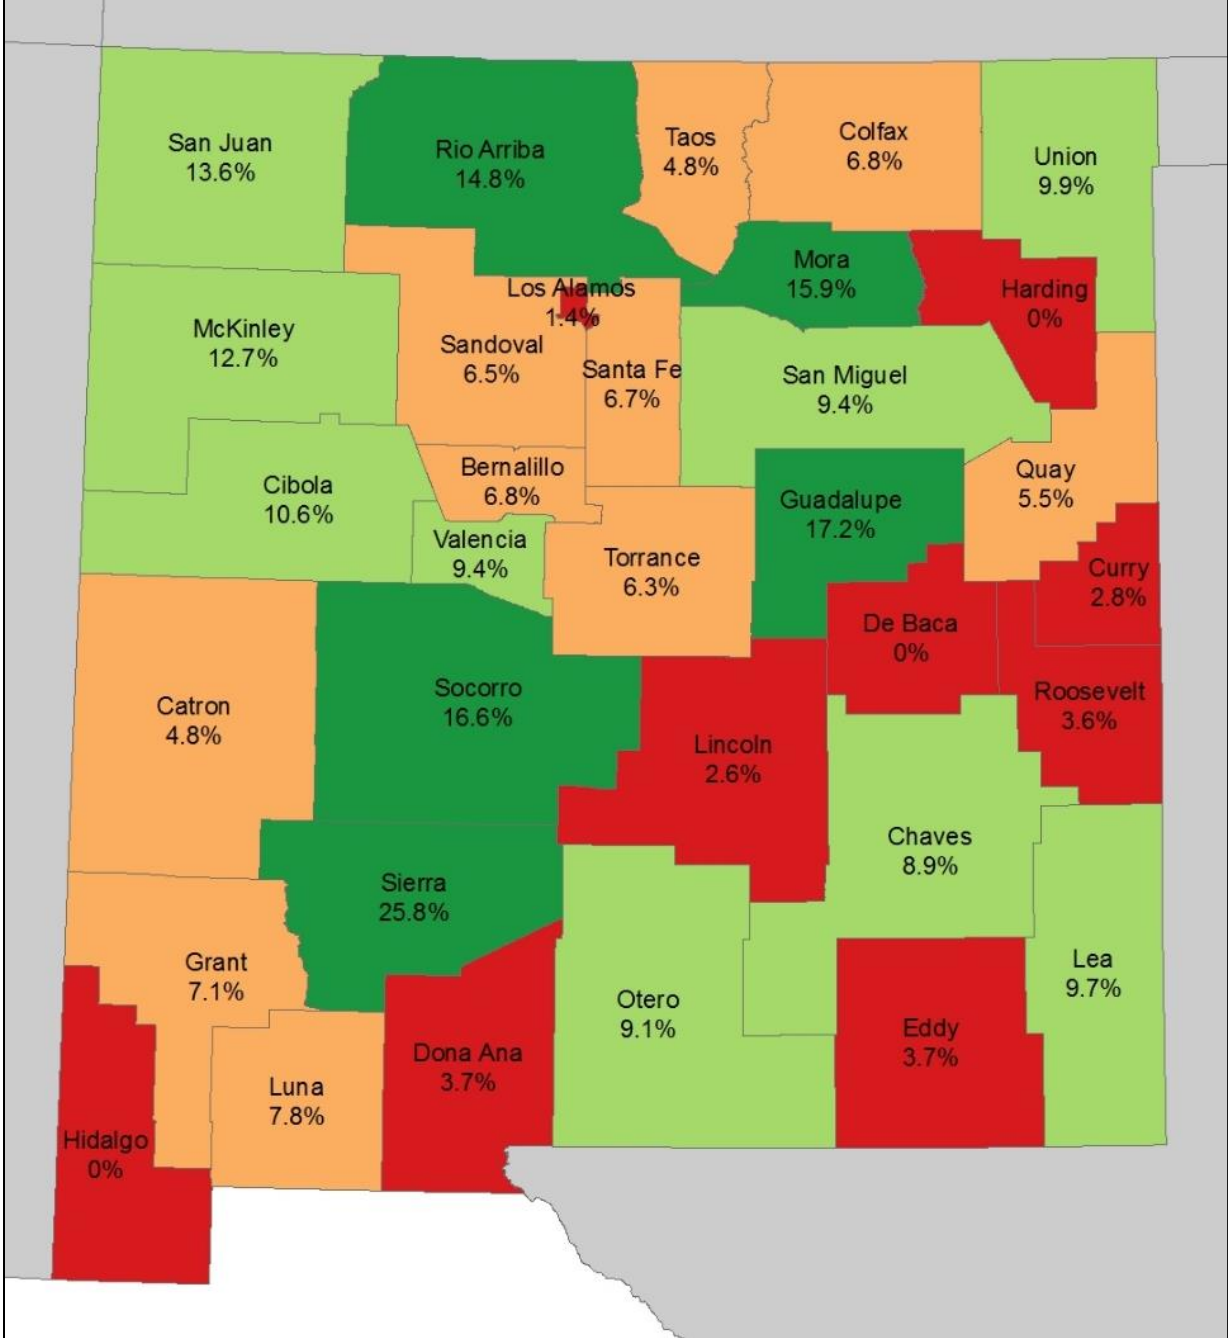 San Juan
13.6%
Rio Arriba
14.8%
Taos
4.8%
Colfax
6.8%
Union
9.9%
Mora
15.9%
Harding
0%
Los Alamos
1.4%
McKinley
12.7%
Sandoval
6.5%
Santa Fe
6.7%
San Miguel
9.4%
Bernalillo
6.8%
Quay
5.5%
Cibola
10.6%
Guadalupe
17.2%
Valencia
9.4%
Torrance
6.3%
Curry
2.8%
De Baca
0%
Catron
4.8%
Socorro
16.6%
Roosevelt
3.6%
Lincoln
2.6%
Chaves
8.9%
Sierra
25.8%
Grant
7.1%
Otero
9.1%
Lea
9.7%
Eddy
3.7%
Dona Ana
3.7%
Luna
7.8%
Hidalgo
0%